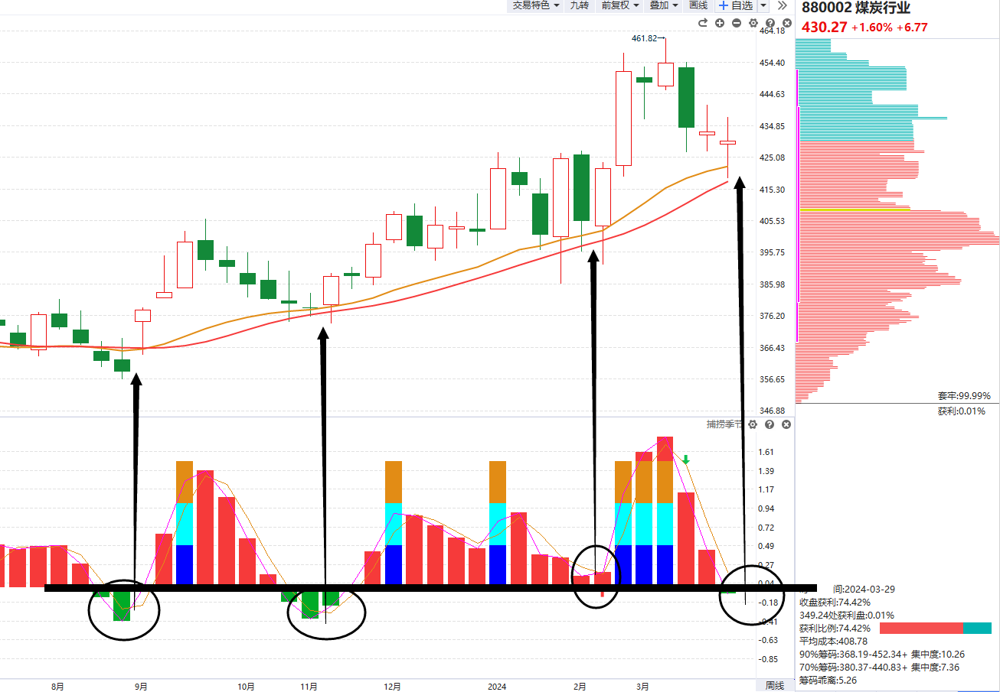 交易特色 九转 前复权 叠加 画线 自选
880002 煤炭行业
430.27 +1.60% +6.77
461.82
464.18
454.40
444.63
434.85
425.08
415.30
405.53
395.75
385.98
376.20
366.43
356.65
346.88
套牢:99.99%
获利:0.01%
捕捞季节
1.61
1.39
1.17
0.94
0.72
0.49
0.27
0.04
-0.18
-0.41
-0.63
-0.85
间:2024-03-29
收盘获利:74.42%
349.24处获利盘:0.01%
获利比例:74.42%
平均成本:408.78
90%筹码:368.19-452.34+ 集中度:10.26
70%筹码:380.37-440.83+ 集中度:7.36
筹码乖离:5.26
8月 9月 10月 11月 12月 2024 2月 3月 周线